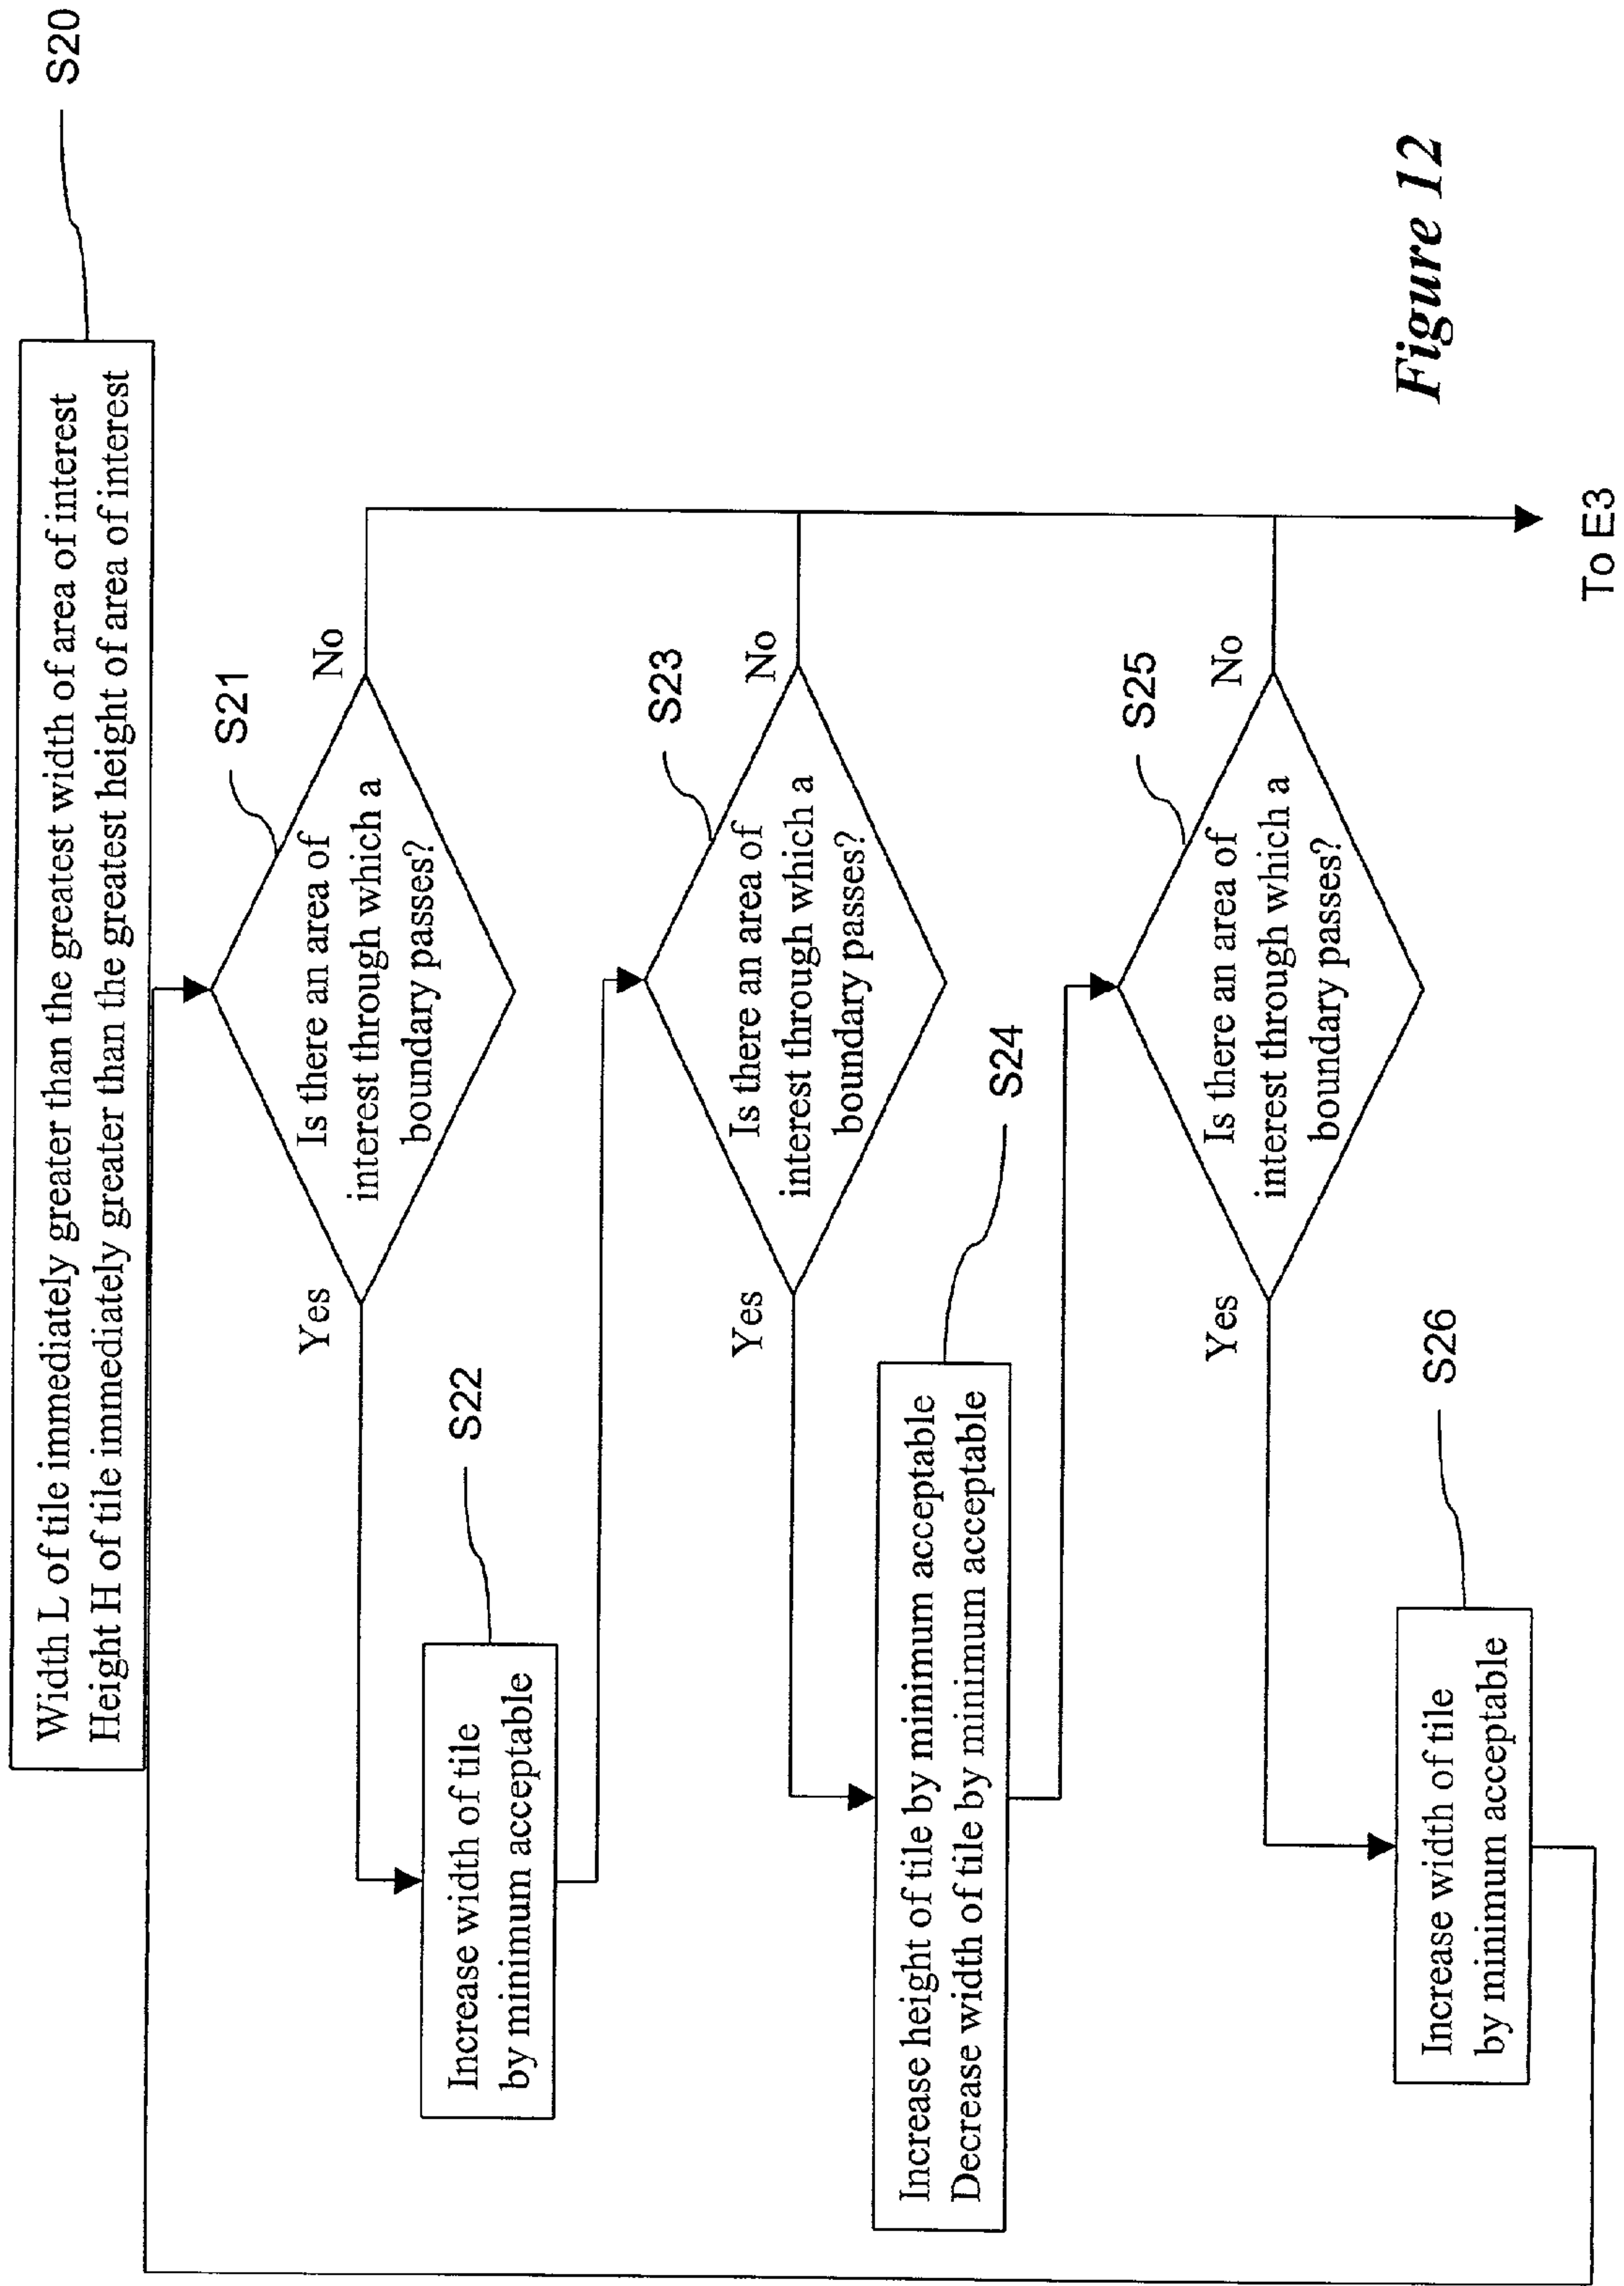 S20
Width L of tile immediately greater than the greatest width of area of interest
Height H of tile immediately greater than the greatest height of area of interest
S21
Is there an area of
interest through which a
boundary passes?
Yes
No
S22
Increase width of tile
by minimum acceptable
S23
Is there an area of
interest through which a
boundary passes?
Yes
No
S24
Increase height of tile by minimum acceptable
Decrease width of tile by minimum acceptable
S25
Is there an area of
interest through which a
boundary passes?
Yes
No
S26
Increase width of tile
by minimum acceptable
To E3
Figure 12